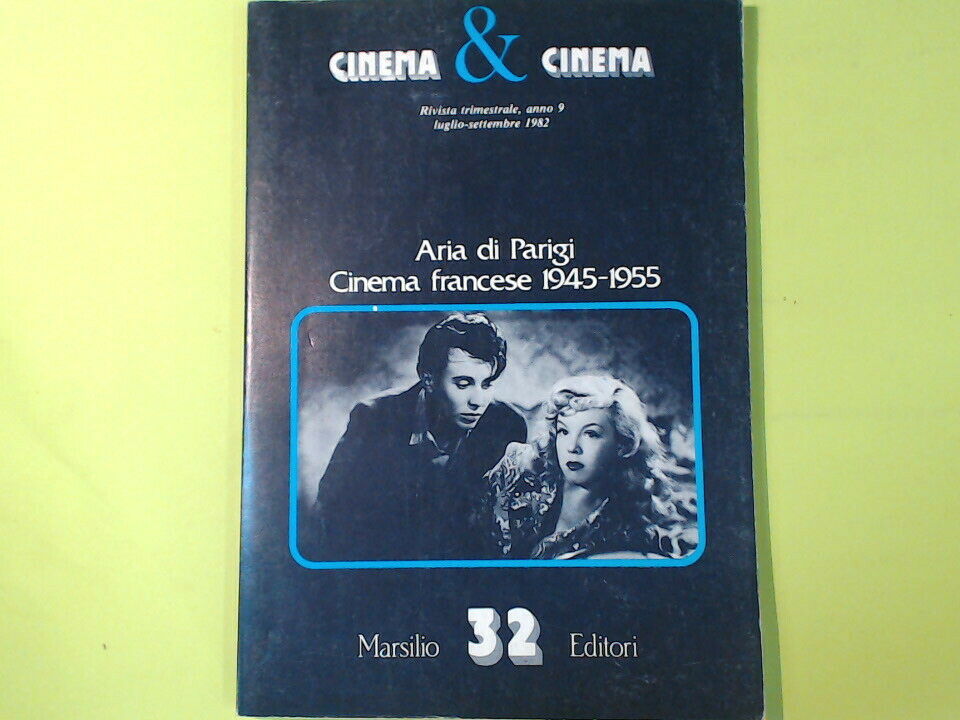 CINEMA & CINEMA
Rivista trimestrale, anno 9
luglio-settembre 1982
Aria di Parigi
Cinema francese 1945-1955
Marsilio 32 Editori